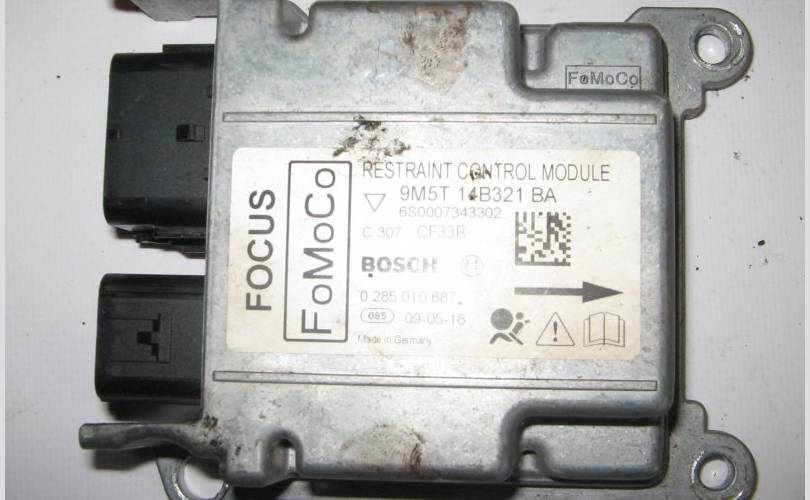 FoMoCo
FOCUS
FoMoCo
RESTRAINT CONTROL MODULE
9M5T 14B321 BA
6S0007343302
C 307 CF33B
BOSCH
0 285 010 687
085 09-05-18
Made in Germany